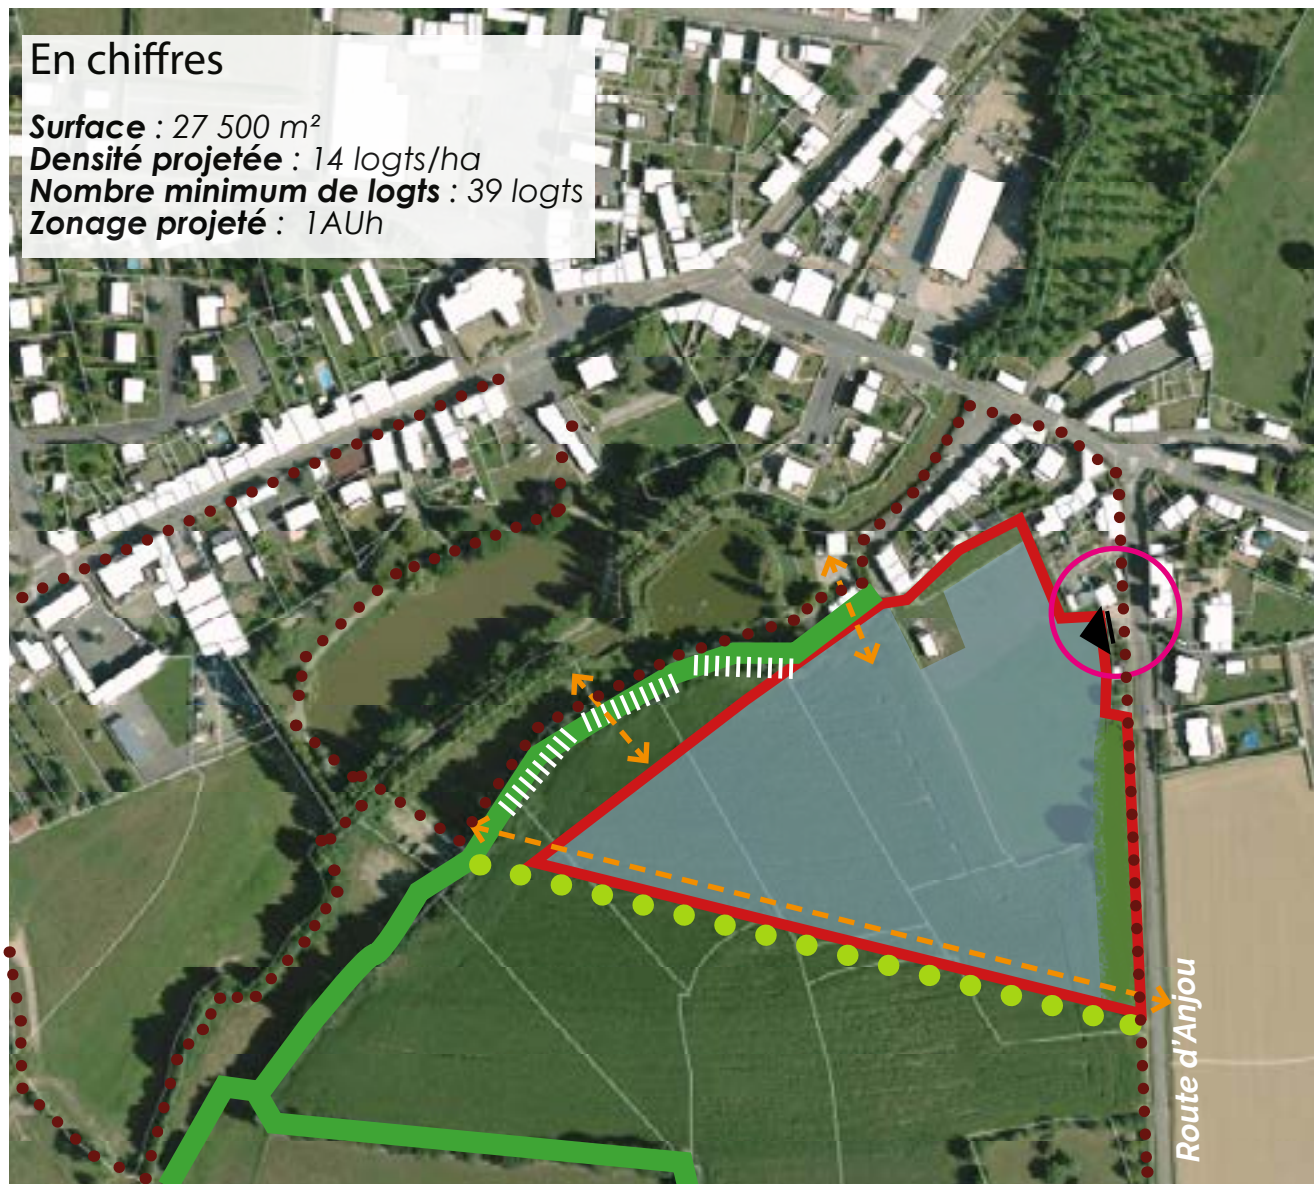 En chiffres
Surface : 27 500 m²
Densité projetée : 14 logts/ha
Nombre minimum de logts : 39 logts
Zonage projeté : 1AUh
Route d'Anjou